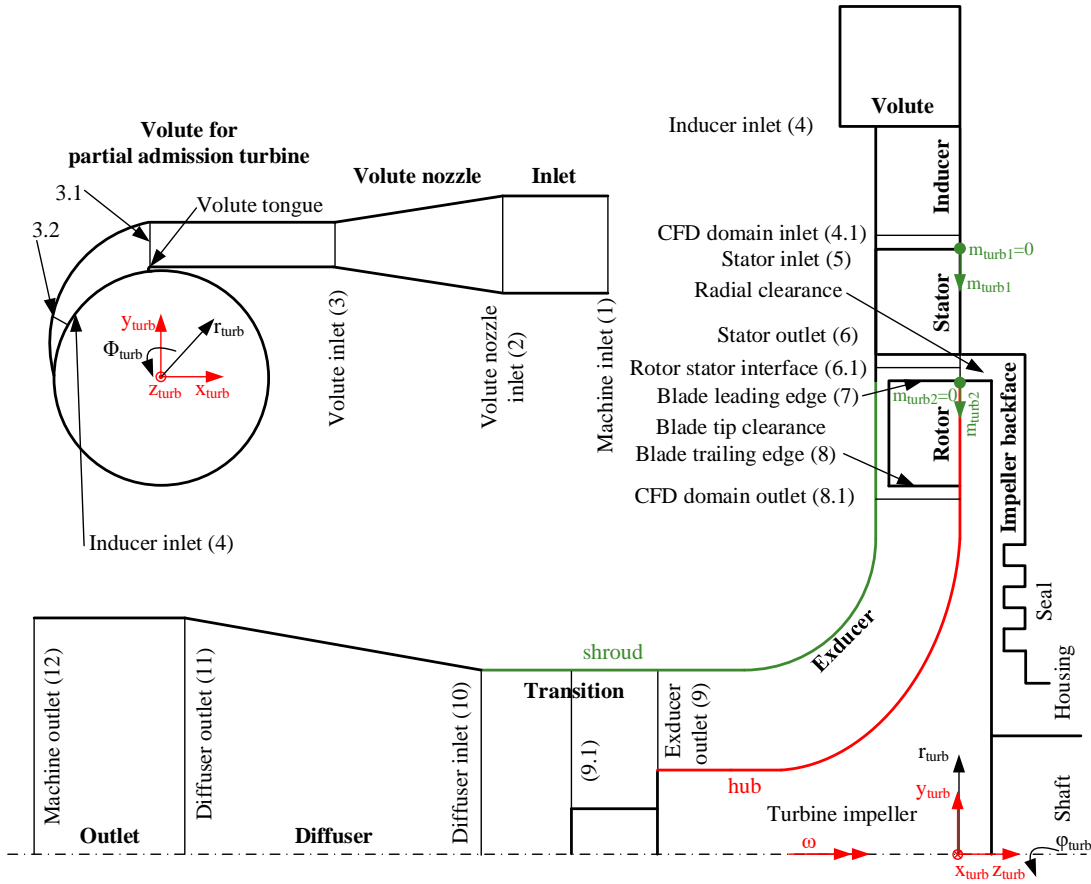 Volute for
partial admission turbine
3.1
3.2
Volute tongue
Volute nozzle
Inlet
y_turb
r_turb
Φ_turb
z_turb
x_turb
Volute inlet (3)
Volute nozzle
inlet (2)
Machine inlet (1)
Inducer inlet (4)
Volute
Inducer inlet (4)
Inducer
CFD domain inlet (4.1)
Stator inlet (5)
m_turb1=0
m_turb1
Radial clearance
Stator
Stator outlet (6)
Rotor stator interface (6.1)
Blade leading edge (7)
m_turb2=0
m_turb2
Blade tip clearance
Rotor
Blade trailing edge (8)
CFD domain outlet (8.1)
Impeller backface
Seal
Housing
Exducer
shroud
Transition
Machine outlet (12)
Diffuser outlet (11)
Diffuser inlet (10)
(9.1)
Exducer
outlet (9)
hub
Outlet
Diffuser
Turbine impeller
ω
r_turb
y_turb
x_turb
z_turb
φ_turb
Shaft